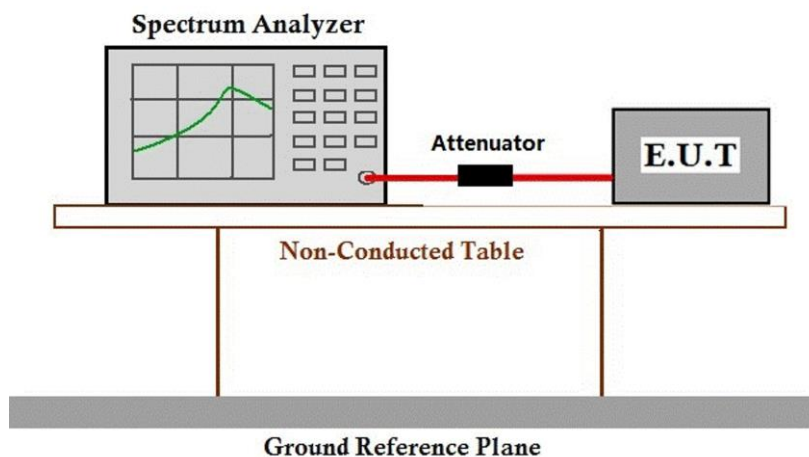 Spectrum Analyzer
Attenuator
E.U.T
Non-Conducted Table
Ground Reference Plane